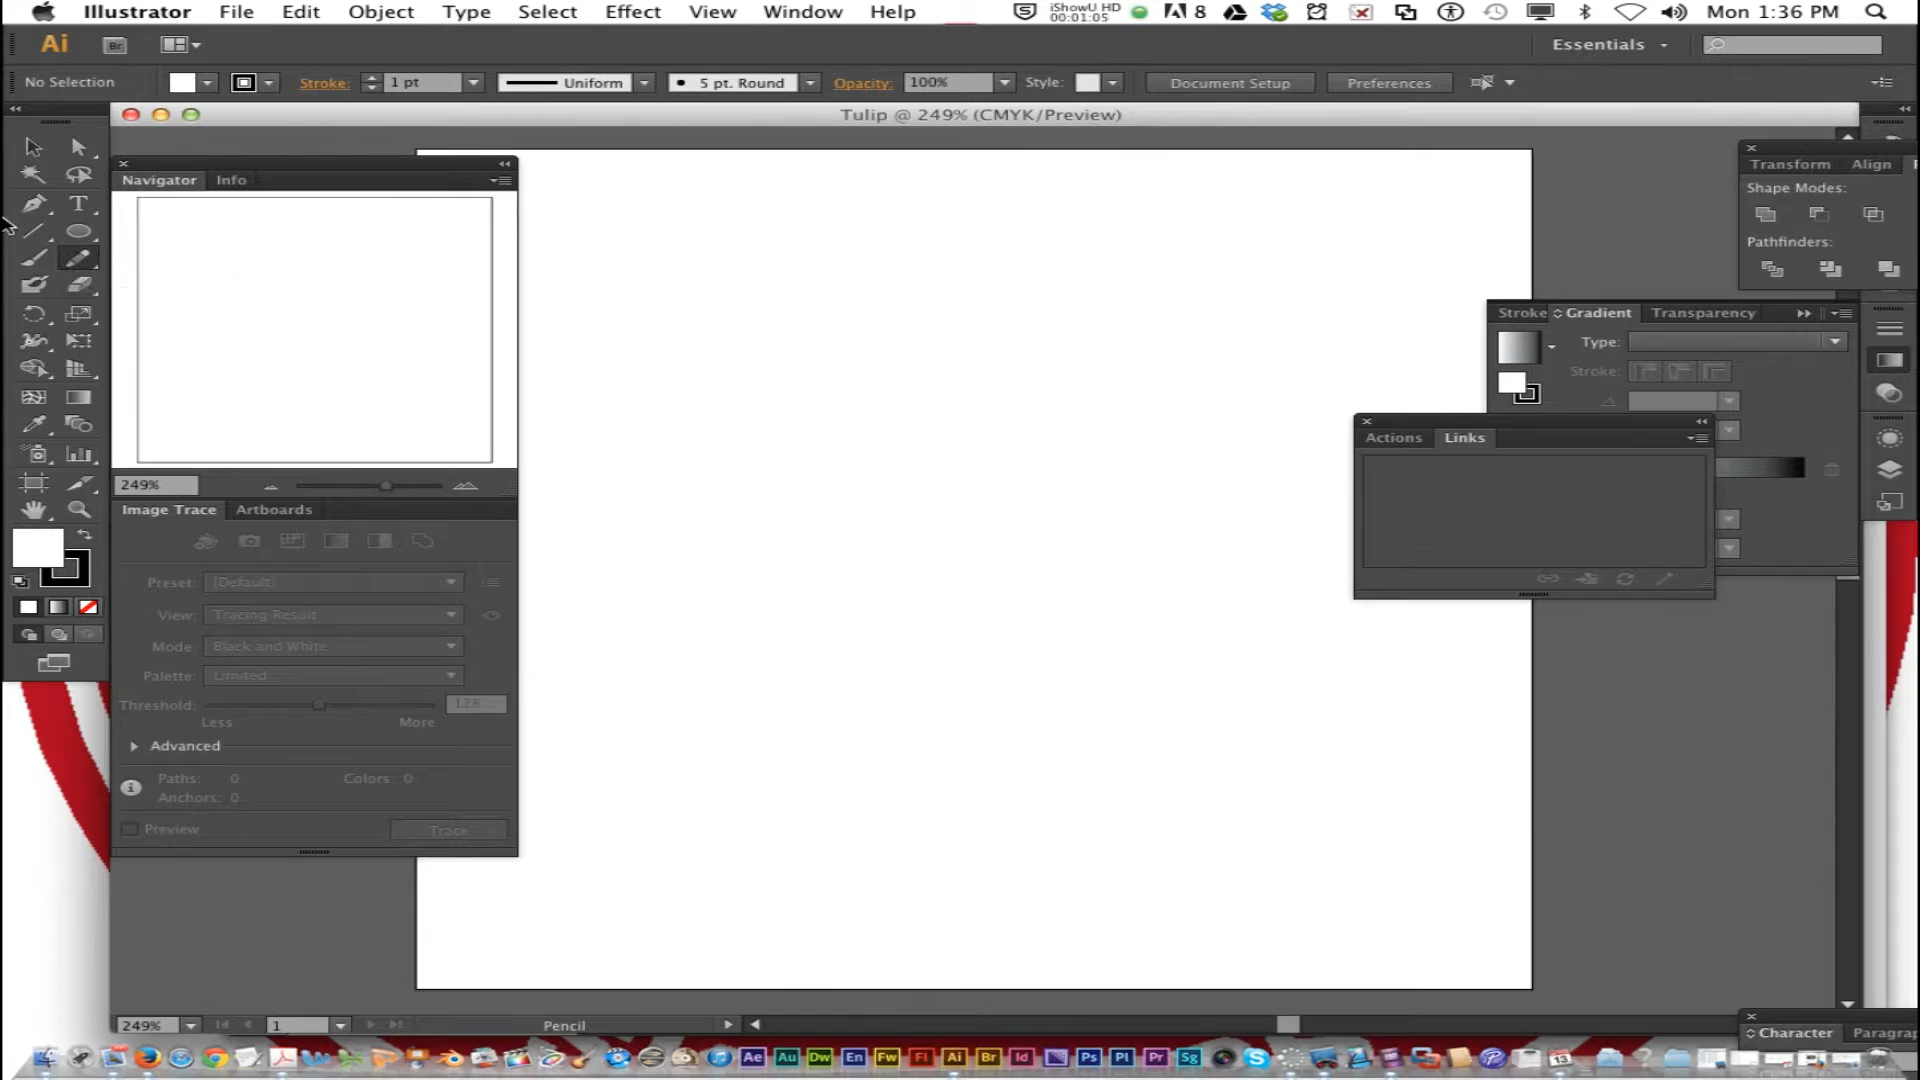 Illustrator File Edit Object Type Select Effect View Window Help iShowU HD 00:01:05 8 Mon 1:36 PM
Ai Br Essentials
No Selection Stroke: 1 pt Uniform 5 pt. Round Opacity: 100% Style: Document Setup Preferences
Tulip @ 249% (CMYK/Preview)
Navigator Info
T
Transform Align
Shape Modes:
Pathfinders:
Stroke Gradient Transparency
Type:
Stroke:
Actions Links
249%
Image Trace Artboards
Preset: (Default)
View: Tracing Result
Mode: Black and White
Palette: Limited
Threshold: 128
Less More
Advanced
Paths: 0 Colors: 0
Anchors: 0
Preview Trace
249% 1 Pencil
Character Paragrap
Ae Au Dw En Fw Fl Ai Br Id Ps Pl Pr Sg 13